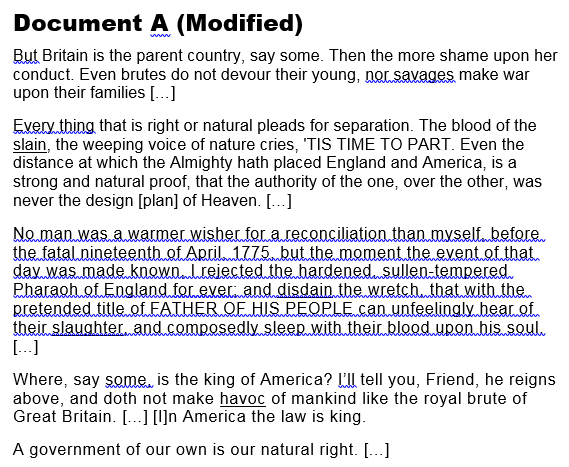 Document A (Modified)
But Britain is the parent country, say some. Then the more shame upon her
conduct. Even brutes do not devour their young, nor savages make war
upon their families […]
Every thing that is right or natural pleads for separation. The blood of the
slain, the weeping voice of nature cries, 'TIS TIME TO PART. Even the
distance at which the Almighty hath placed England and America, is a
strong and natural proof, that the authority of the one, over the other, was
never the design [plan] of Heaven. […]
No man was a warmer wisher for a reconciliation than myself, before
the fatal nineteenth of April, 1775, but the moment the event of that
day was made known, I rejected the hardened, sullen-tempered
Pharaoh of England for ever; and disdain the wretch, that with the
pretended title of FATHER OF HIS PEOPLE can unfeelingly hear of
their slaughter, and composedly sleep with their blood upon his soul.
[…]
Where, say some, is the king of America? I’ll tell you, Friend, he reigns
above, and doth not make havoc of mankind like the royal brute of
Great Britain. […] [I]n America the law is king.
A government of our own is our natural right. […]